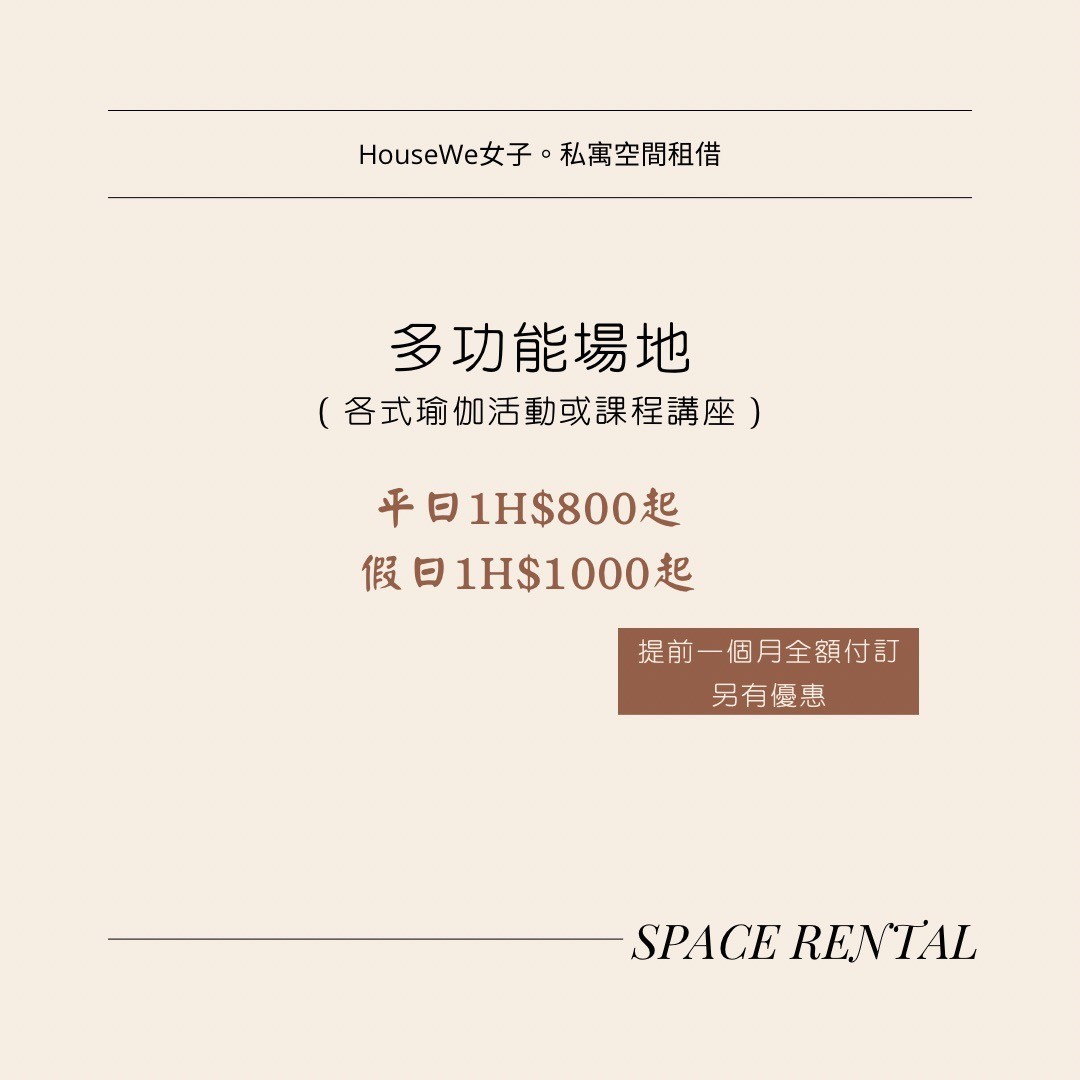 HouseWe女子。私寓空間租借
多功能場地
( 各式瑜伽活動或課程講座 )
平日1H$800起
假日1H$1000起
提前一個月全額付訂
另有優惠
SPACE RENTAL